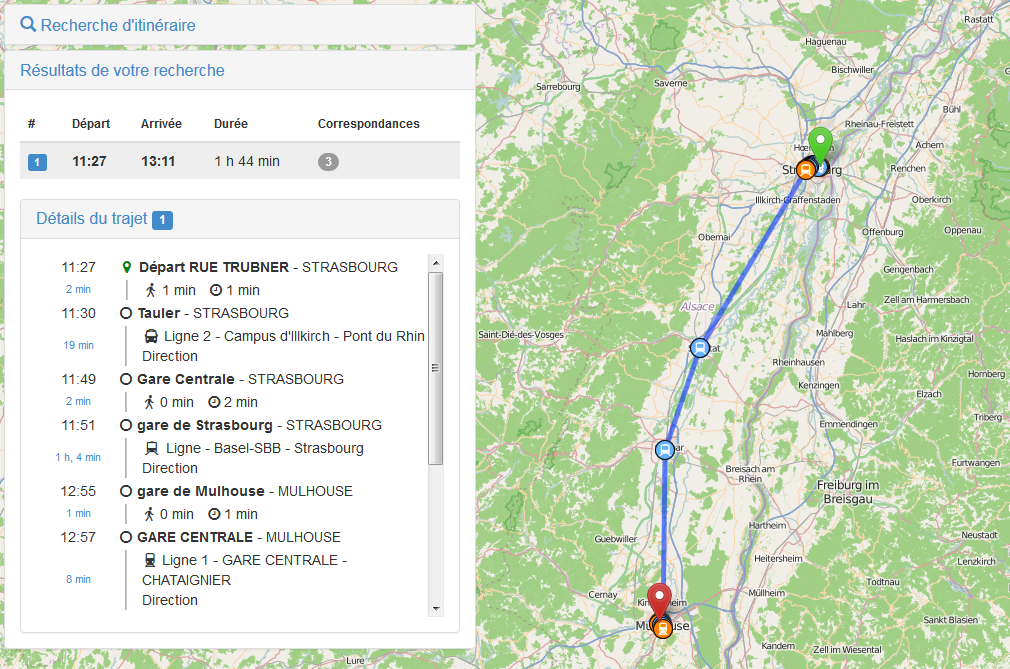 Recherche d'itinéraire
Résultats de votre recherche
# Départ Arrivée Durée Correspondances
1 11:27 13:11 1 h 44 min 3
Détails du trajet 1
11:27 Départ RUE TRUBNER - STRASBOURG
2 min 1 min 1 min
11:30 Tauler - STRASBOURG
Ligne 2 - Campus d'Illkirch - Pont du Rhin
19 min
Direction
11:49 Gare Centrale - STRASBOURG
2 min 0 min 2 min
11:51 gare de Strasbourg - STRASBOURG
Ligne - Basel-SBB - Strasbourg
1 h, 4 min
Direction
12:55 gare de Mulhouse - MULHOUSE
1 min 0 min 1 min
12:57 GARE CENTRALE - MULHOUSE
Ligne 1 - GARE CENTRALE -
8 min CHATAIGNIER
Direction
Rastatt
Haguenau
Bischwiller
Saverne
Sarrebourg
Bühl
Rheinau-Freistett
Achern
Renchen
Illkirch-Graffenstaden
Oberkirch
Oppenau
Offenburg
Obernai
Gengenbach
Zell am Harmersbach
Alsace
Lahr
Saint-Dié-des-Vosges
Mahlberg
Haslach im Kinzigtal
Rheinhausen
Hornberg
Kenzingen
Elzach
Triberg
Emmendingen
Furtwangen
Breisach am
Rhein
Freiburg im
Breisgau
Hartheim
Neustadt
Guebwiller
Heitersheim
Lenzkirch
Todtnau
Cernay
Müllheim
Sankt Blasien
Kandern
Zell im Wiesental
Lure